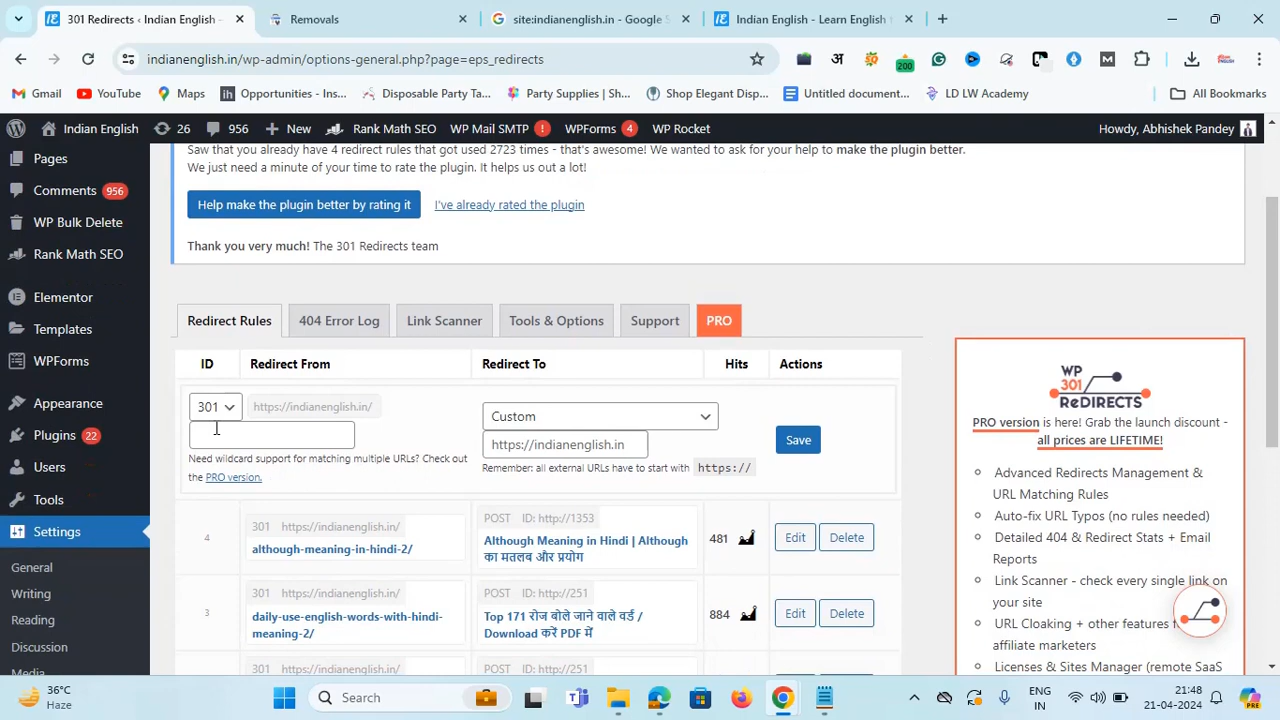 301 Redirects ‹ Indian English -
Removals
site:indianenglish.in - Google S
Indian English - Learn English
indianenglish.in/wp-admin/options-general.php?page=eps_redirects
अ
200
M
Gmail
YouTube
Maps
ih Opportunities - Ins...
Disposable Party Ta...
Party Supplies | Sh...
Shop Elegant Disp...
Untitled document...
LD LW Academy
All Bookmarks
Indian English
26
956
New
Rank Math SEO
WP Mail SMTP !
WPForms 4
WP Rocket
Howdy, Abhishek Pandey
Pages
Comments 956
WP Bulk Delete
Rank Math SEO
Elementor
Templates
WPForms
Appearance
Plugins 22
Users
Tools
Settings
General
Writing
Reading
Discussion
Media
Saw that you already have 4 redirect rules that got used 2723 times - that's awesome! We wanted to ask for your help to make the plugin better.
We just need a minute of your time to rate the plugin. It helps us out a lot!
Help make the plugin better by rating it
I've already rated the plugin
Thank you very much! The 301 Redirects team
Redirect Rules
404 Error Log
Link Scanner
Tools & Options
Support
PRO
ID
Redirect From
Redirect To
Hits
Actions
301
https://indianenglish.in/
Custom
https://indianenglish.in
Save
Need wildcard support for matching multiple URLs? Check out
the PRO version.
Remember: all external URLs have to start with https://
4
301 https://indianenglish.in/
although-meaning-in-hindi-2/
POST ID: http://1353
Although Meaning in Hindi | Although
का मतलब और प्रयोग
481
Edit
Delete
3
301 https://indianenglish.in/
daily-use-english-words-with-hindi-
meaning-2/
POST ID: http://251
Top 171 रोज बोले जाने वाले वर्ड /
Download करें PDF में
884
Edit
Delete
301 https://indianenglish.in/
POST ID: http://251
WP
301
ReDIRECTS
PRO version is here! Grab the launch discount -
all prices are LIFETIME!
Advanced Redirects Management &
URL Matching Rules
Auto-fix URL Typos (no rules needed)
Detailed 404 & Redirect Stats + Email
Reports
Link Scanner - check every single link on
your site
URL Cloaking + other features
affiliate marketers
Licenses & Sites Manager (remote SaaS
36°C
Haze
Search
ENG
IN
21:48
21-04-2024
PRE